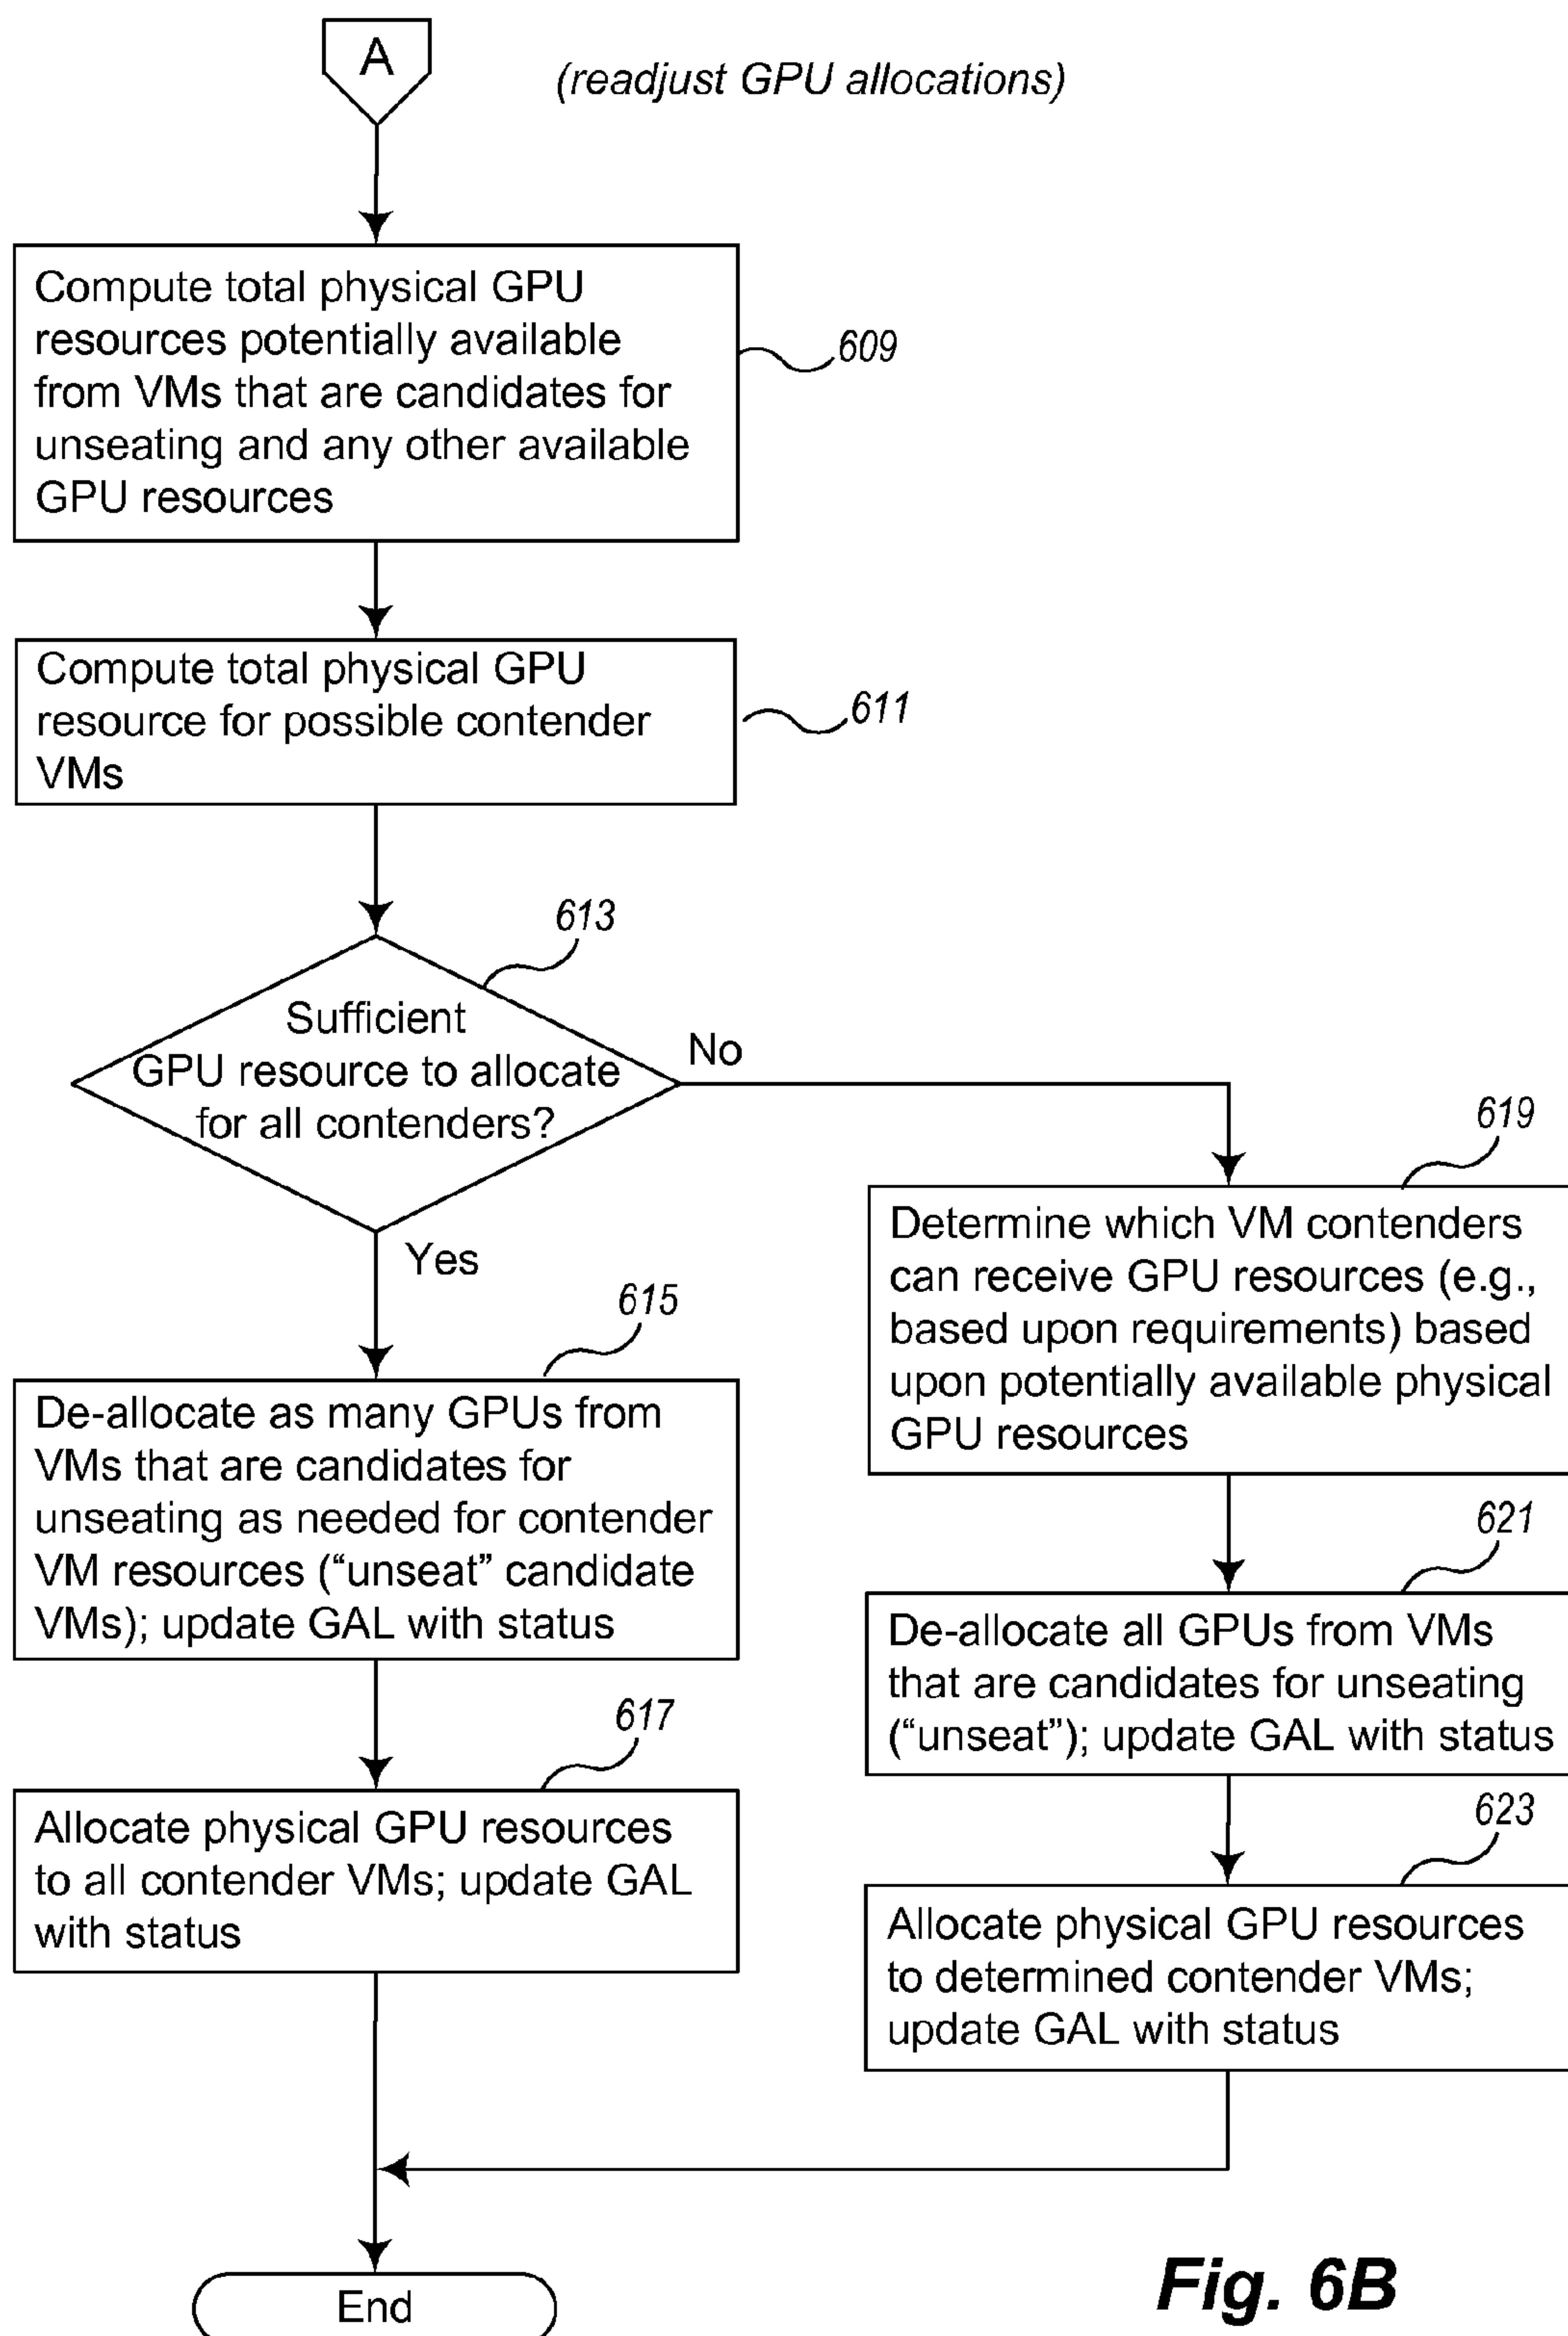 A
(readjust GPU allocations)
Compute total physical GPU
resources potentially available
from VMs that are candidates for
unseating and any other available
GPU resources
609
Compute total physical GPU
resource for possible contender
VMs
611
613
Sufficient
GPU resource to allocate
for all contenders?
No
Yes
615
De-allocate as many GPUs from
VMs that are candidates for
unseating as needed for contender
VM resources (“unseat” candidate
VMs); update GAL with status
617
Allocate physical GPU resources
to all contender VMs; update GAL
with status
619
Determine which VM contenders
can receive GPU resources (e.g.,
based upon requirements) based
upon potentially available physical
GPU resources
621
De-allocate all GPUs from VMs
that are candidates for unseating
(“unseat”); update GAL with status
623
Allocate physical GPU resources
to determined contender VMs;
update GAL with status
End
Fig. 6B